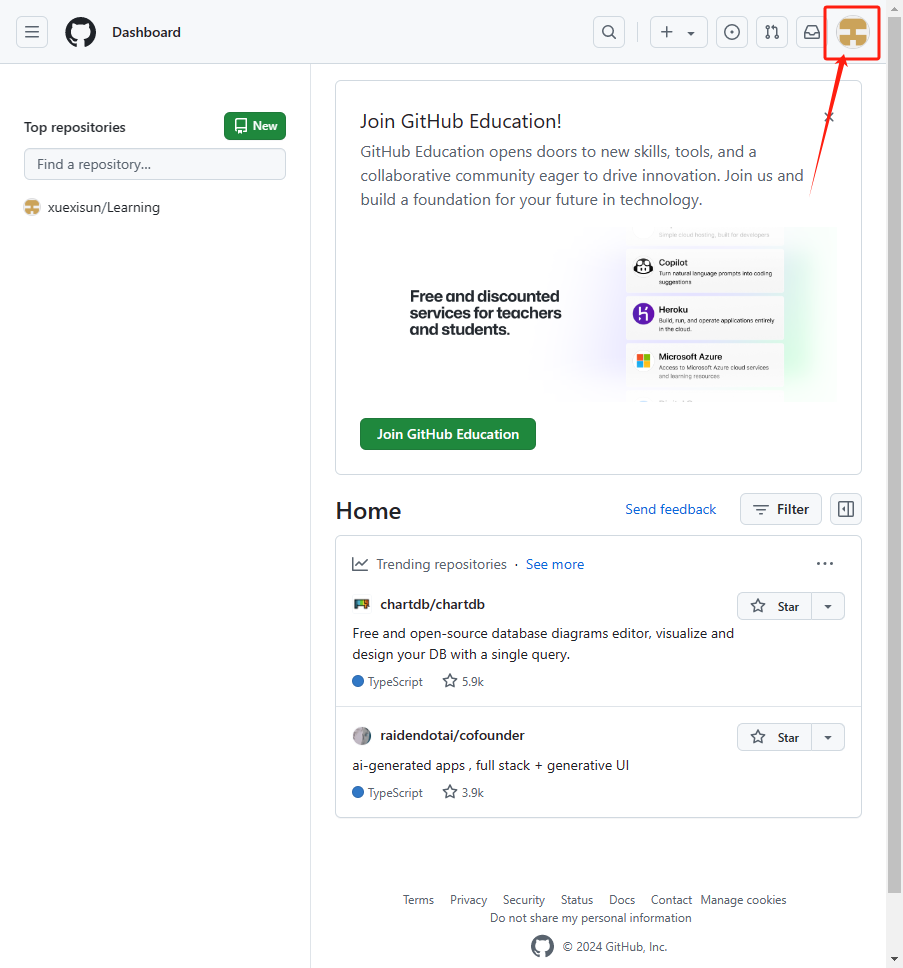 Dashboard
Top repositories
New
Find a repository...
xuexisun/Learning
Join GitHub Education!
GitHub Education opens doors to new skills, tools, and a
collaborative community eager to drive innovation. Join us and
build a foundation for your future in technology.
Free and discounted
services for teachers
and students.
Simple cloud hosting, built for developers
Copilot
Turn natural language prompts into coding
suggestions
Heroku
Build, run, and operate applications entirely
in the cloud.
Microsoft Azure
Access to Microsoft Azure cloud services
and learning resources
Join GitHub Education
Home
Send feedback
Filter
Trending repositories · See more
chartdb/chartdb
Star
Free and open-source database diagrams editor, visualize and
design your DB with a single query.
TypeScript
5.9k
raidendotai/cofounder
Star
ai-generated apps , full stack + generative UI
TypeScript
3.9k
Terms Privacy Security Status Docs Contact Manage cookies
Do not share my personal information
© 2024 GitHub, Inc.